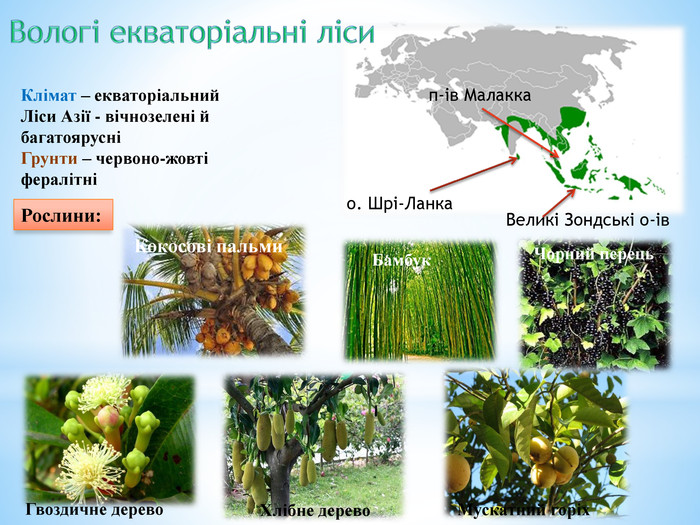 Вологі екваторіальні ліси
Клімат – екваторіальний
Ліси Азії - вічнозелені й
багатоярусні
Грунти – червоно-жовті
фералітні
п-ів Малакка
о. Шрі-Ланка
Великі Зондські о-ів
Рослини:
Кокосові пальми
Бамбук
Чорний перець
Гвоздичне дерево
Хлібне дерево
Мускатний горіх